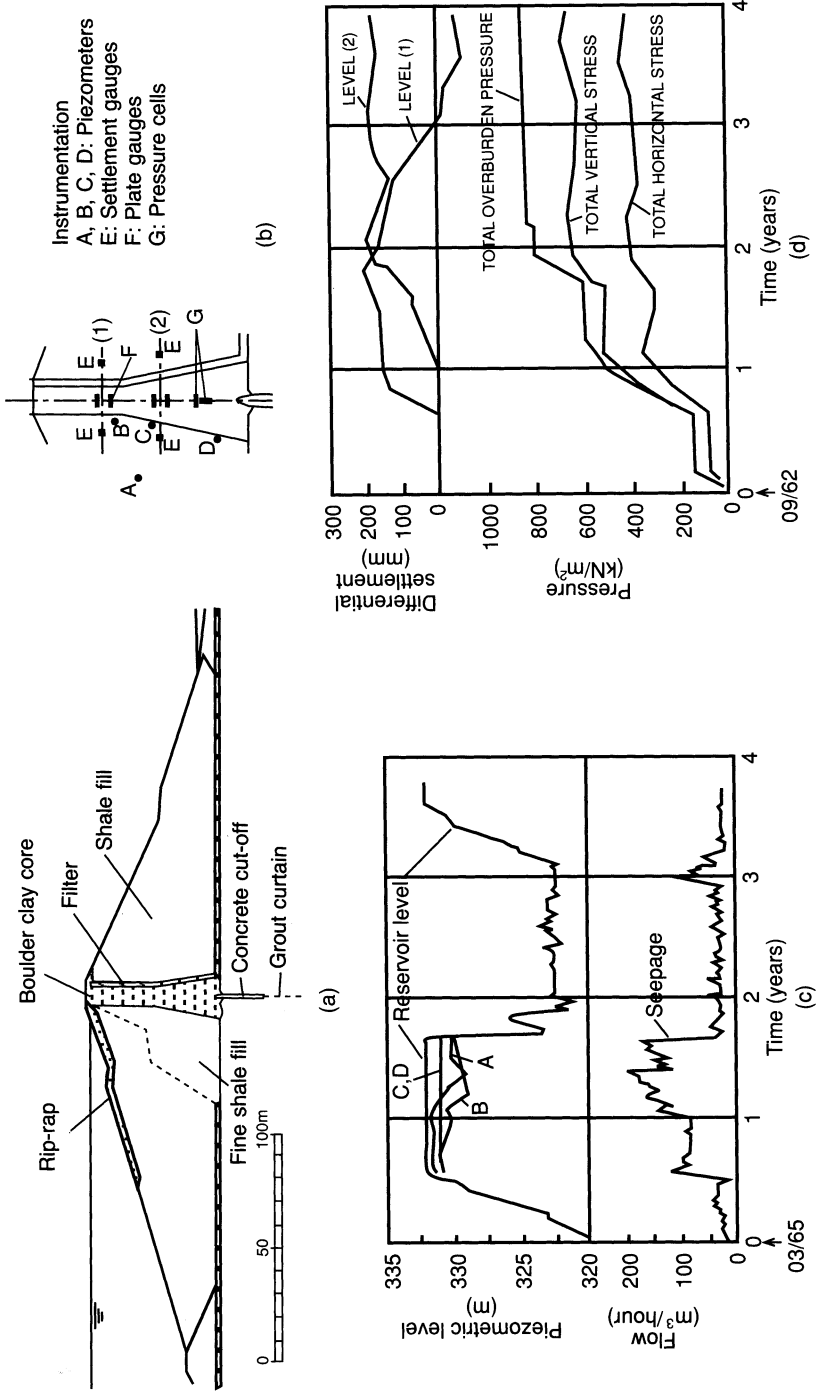 Boulder clay core
Filter
Shale fill
Rip-rap
Fine shale fill
Concrete cut-off
Grout curtain
0
50
100m
(a)
Instrumentation
A, B, C, D: Piezometers
E: Settlement gauges
F: Plate gauges
G: Pressure cells
A
B
C
D
E
E
E
E
(1)
(2)
F
G
(b)
335
330
325
320
Piezometric level
(m)
C,D
Reservoir level
A
B
200
100
0
Flow
(m³/hour)
Seepage
0
1
2
3
4
03/65
Time (years)
(c)
300
200
100
0
Differential
settlement
(mm)
LEVEL (2)
LEVEL (1)
1000
800
600
400
200
0
Pressure
(kN/m²)
TOTAL OVERBURDEN PRESSURE
TOTAL VERTICAL STRESS
TOTAL HORIZONTAL STRESS
0
1
2
3
4
09/62
Time (years)
(d)